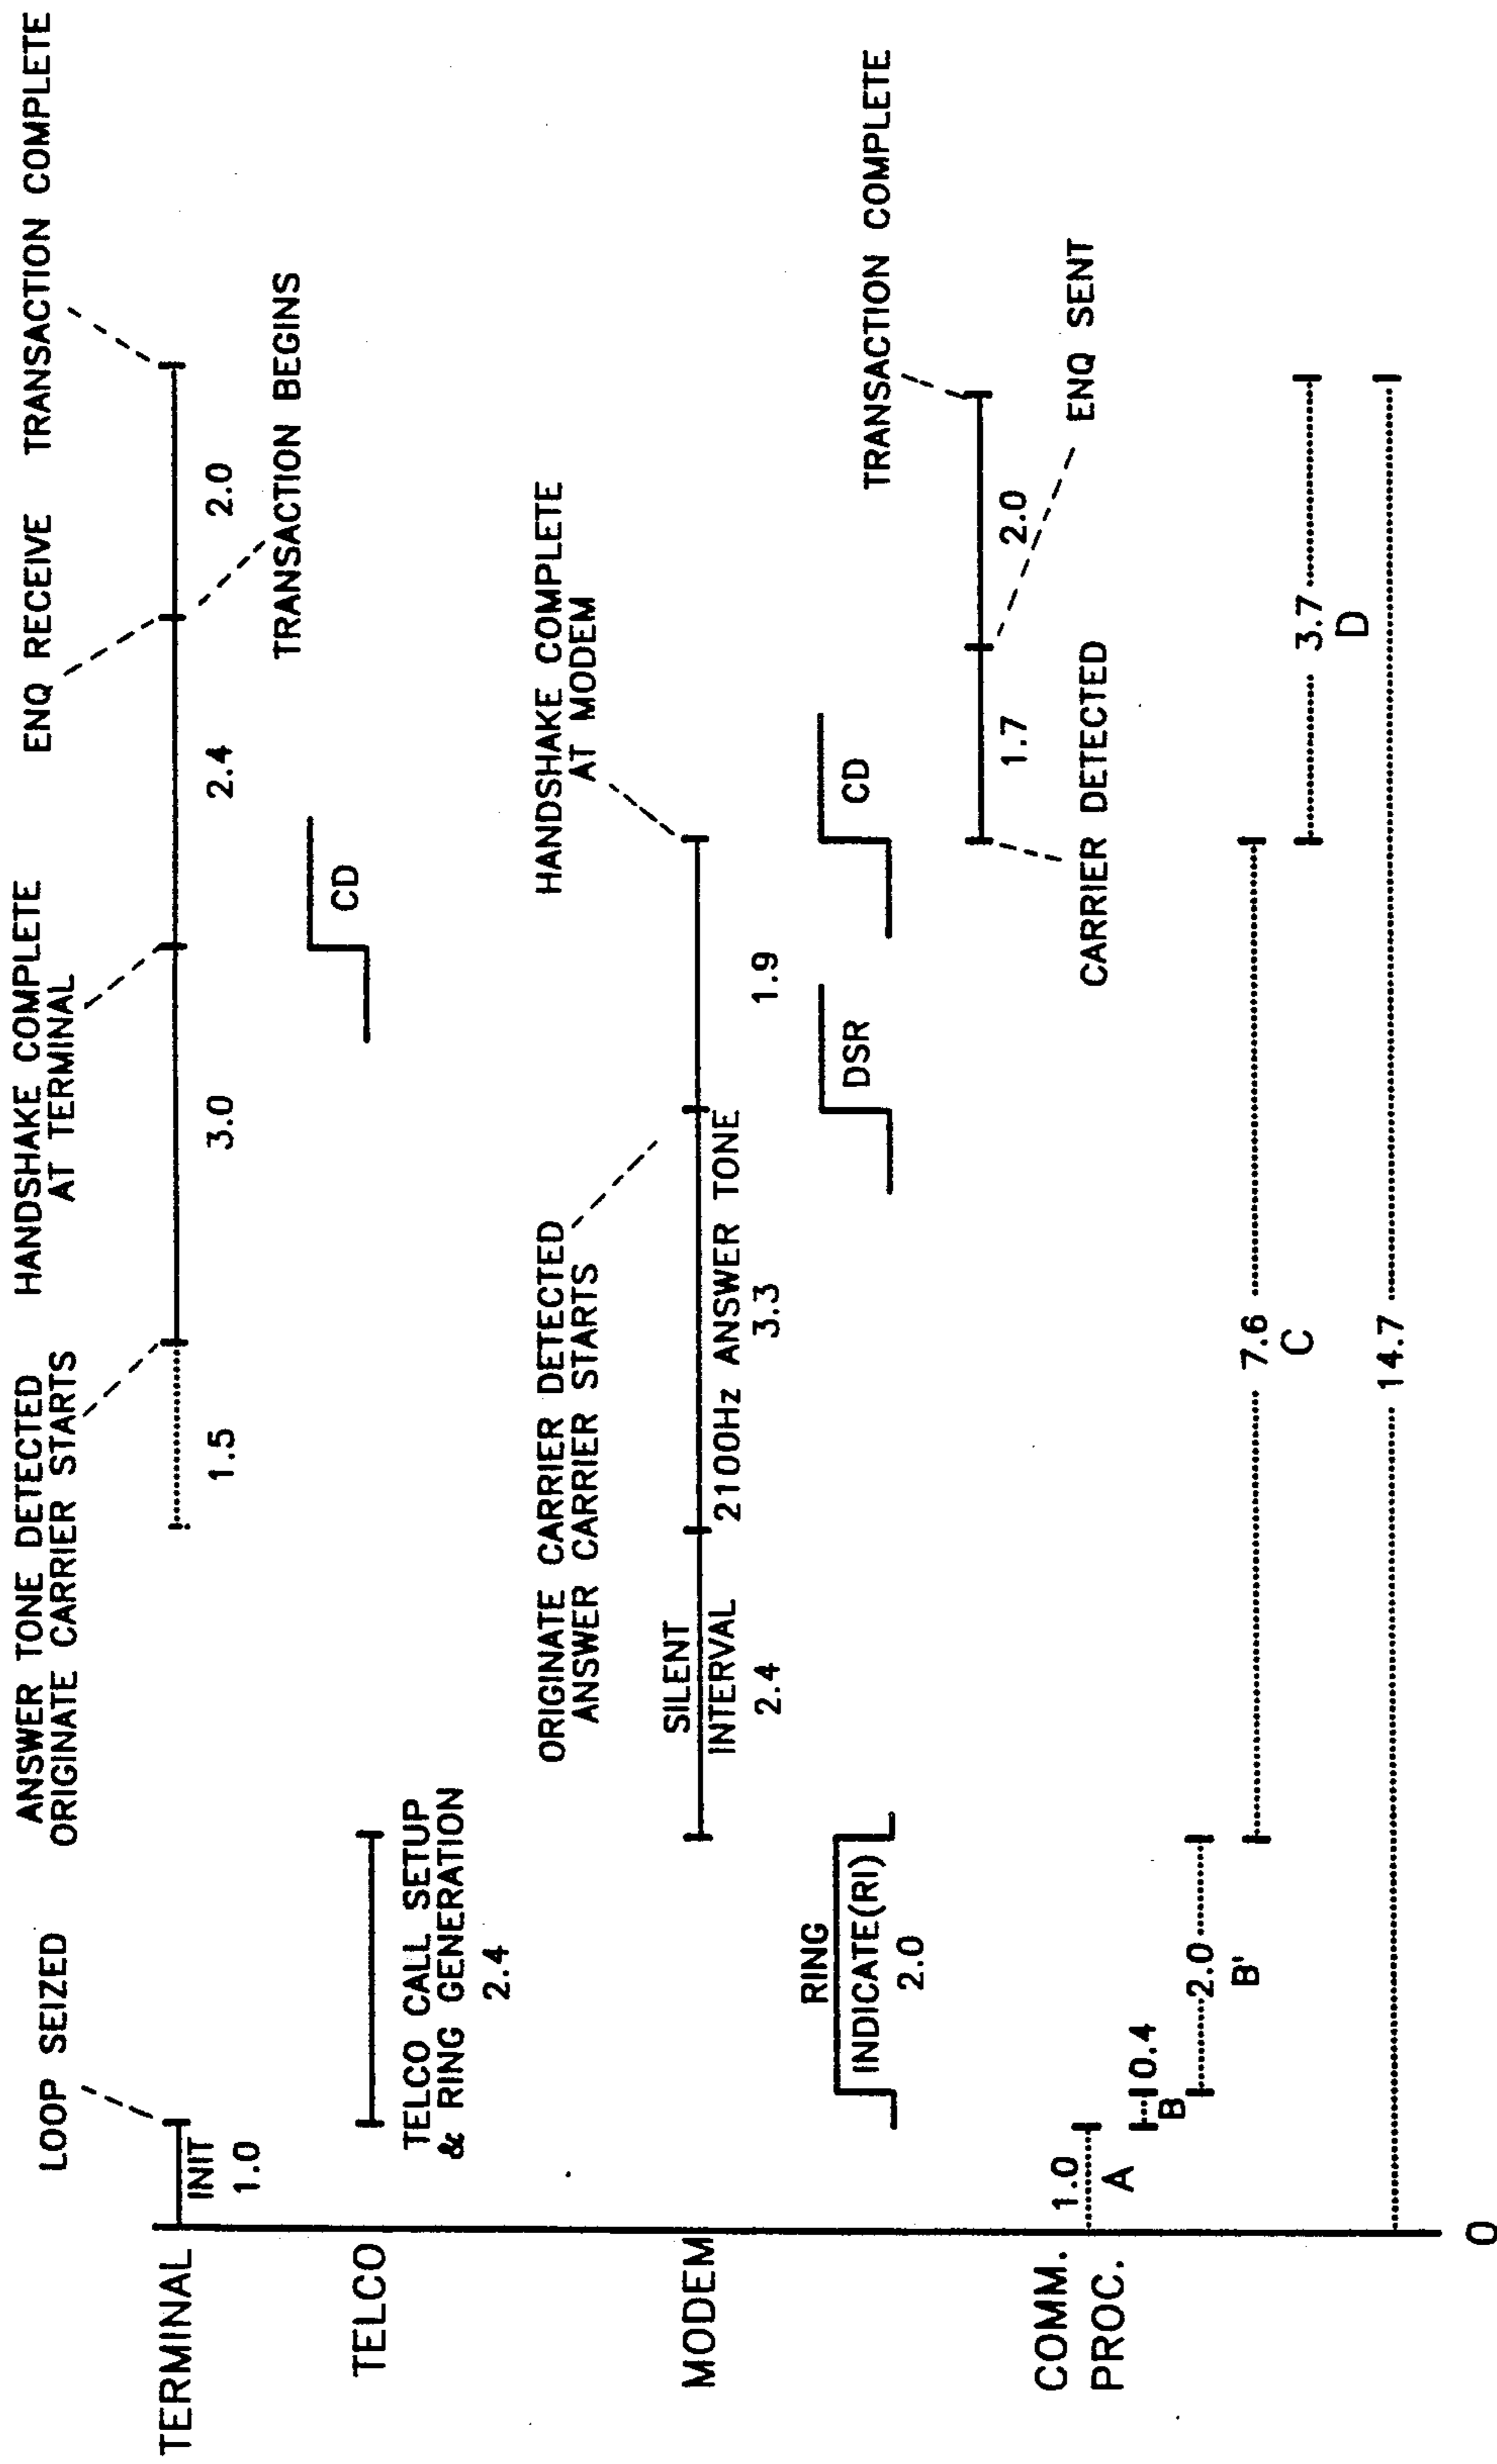 TERMINAL
LOOP SEIZED
INIT
1.0
ANSWER TONE DETECTED
ORIGINATE CARRIER STARTS
1.5
HANDSHAKE COMPLETE
AT TERMINAL
3.0
CD
ENQ RECEIVE
2.4
TRANSACTION BEGINS
TRANSACTION COMPLETE
2.0
TELCO
TELCO CALL SETUP
& RING GENERATION
2.4
MODEM
SILENT
INTERVAL
2.4
ORIGINATE CARRIER DETECTED
ANSWER CARRIER STARTS
2100Hz ANSWER TONE
3.3
HANDSHAKE COMPLETE
AT MODEM
1.9
RING
INDICATE(RI)
2.0
DSR
CD
COMM.
PROC.
TRANSACTION COMPLETE
1.7
2.0
ENQ SENT
CARRIER DETECTED
1.0
A
0.4
B
2.0
B'
7.6
C
3.7
D
14.7
0